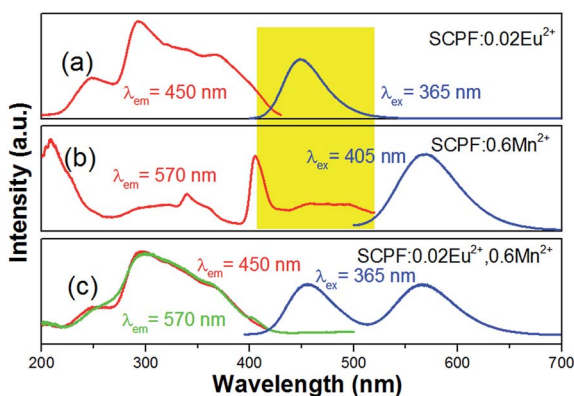 SCPF:0.02Eu²⁺
(a)
λem= 450 nm
λex= 365 nm
SCPF:0.6Mn²⁺
(b)
λem= 570 nm
λex= 405 nm
SCPF:0.02Eu²⁺,0.6Mn²⁺
(c)
λem= 450 nm
λex= 365 nm
λem= 570 nm
Intensity (a.u.)
200 300 400 500 600 700
Wavelength (nm)